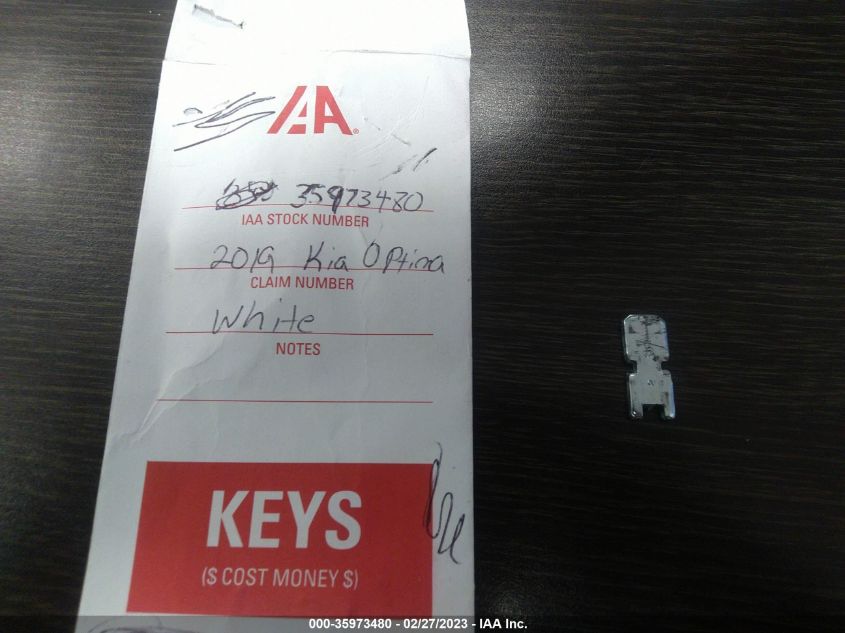 IAA®
35973480
IAA STOCK NUMBER
2019 Kia Optima
CLAIM NUMBER
White
NOTES
KEYS
($ COST MONEY $)
000-35973480 - 02/27/2023 - IAA Inc.